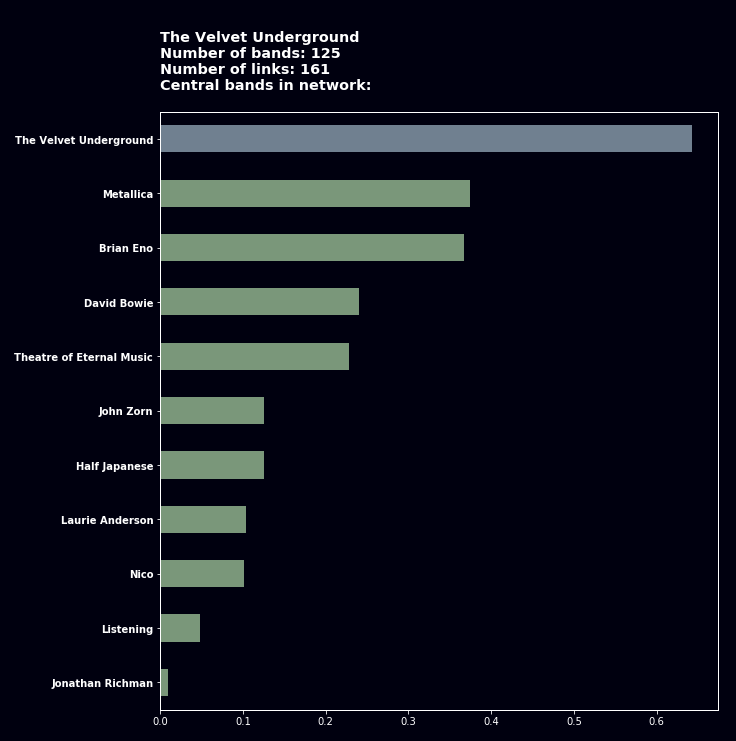 The Velvet Underground
Number of bands: 125
Number of links: 161
Central bands in network:
The Velvet Underground
Metallica
Brian Eno
David Bowie
Theatre of Eternal Music
John Zorn
Half Japanese
Laurie Anderson
Nico
Listening
Jonathan Richman
0.0 0.1 0.2 0.3 0.4 0.5 0.6